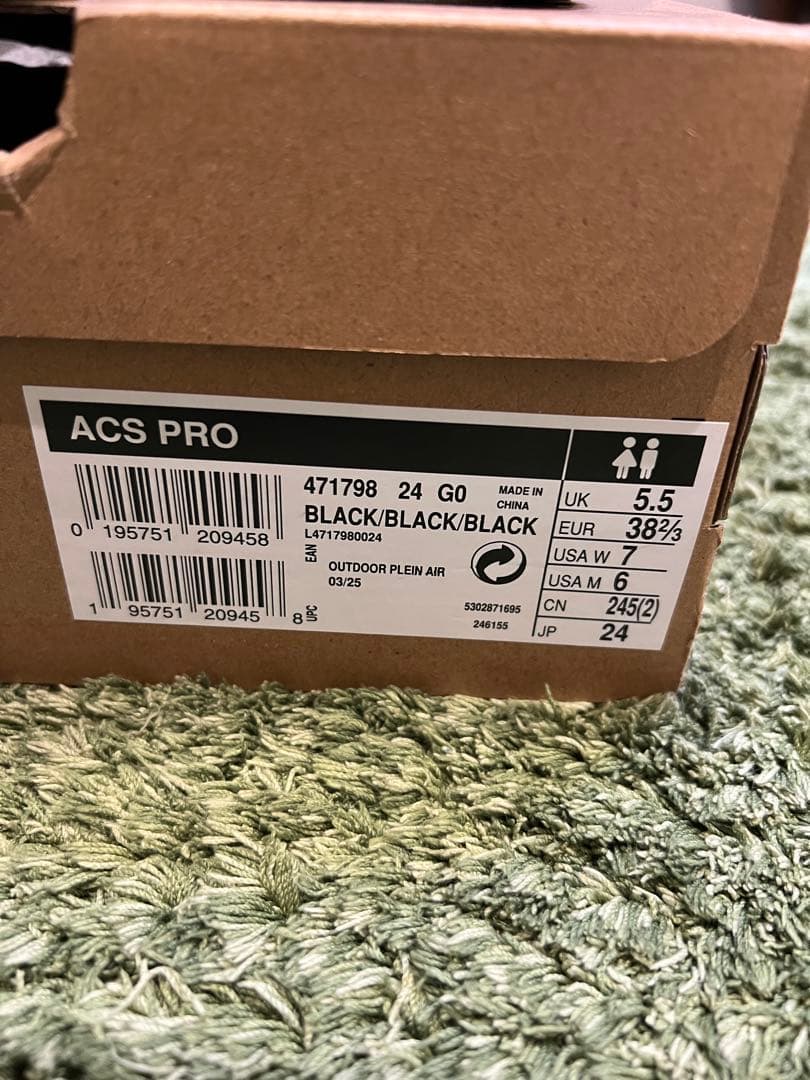 ACS PRO
0 195751 209458
1 95751 20945 8
UPC
EAN
471798 24 G0
MADE IN
CHINA
BLACK/BLACK/BLACK
L4717980024
OUTDOOR PLEIN AIR
03/25
5302871695
246155
UK 5.5
EUR 38⅔
USA W 7
USA M 6
CN 245(2)
JP 24